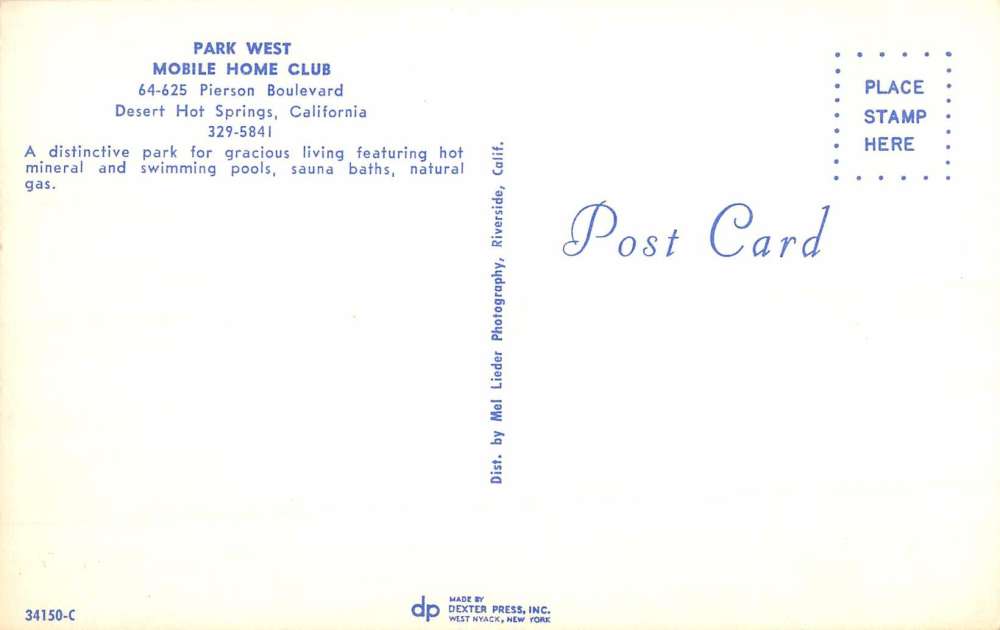 PARK WEST
MOBILE HOME CLUB
64-625 Pierson Boulevard
Desert Hot Springs, California
329-5841
A distinctive park for gracious living featuring hot
mineral and swimming pools, sauna baths, natural
gas.
Dist. by Mel Lieder Photography, Riverside, Calif.
PLACE
STAMP
HERE
Post Card
34150-C
dp
MADE BY
DEXTER PRESS, INC.
WEST NYACK, NEW YORK